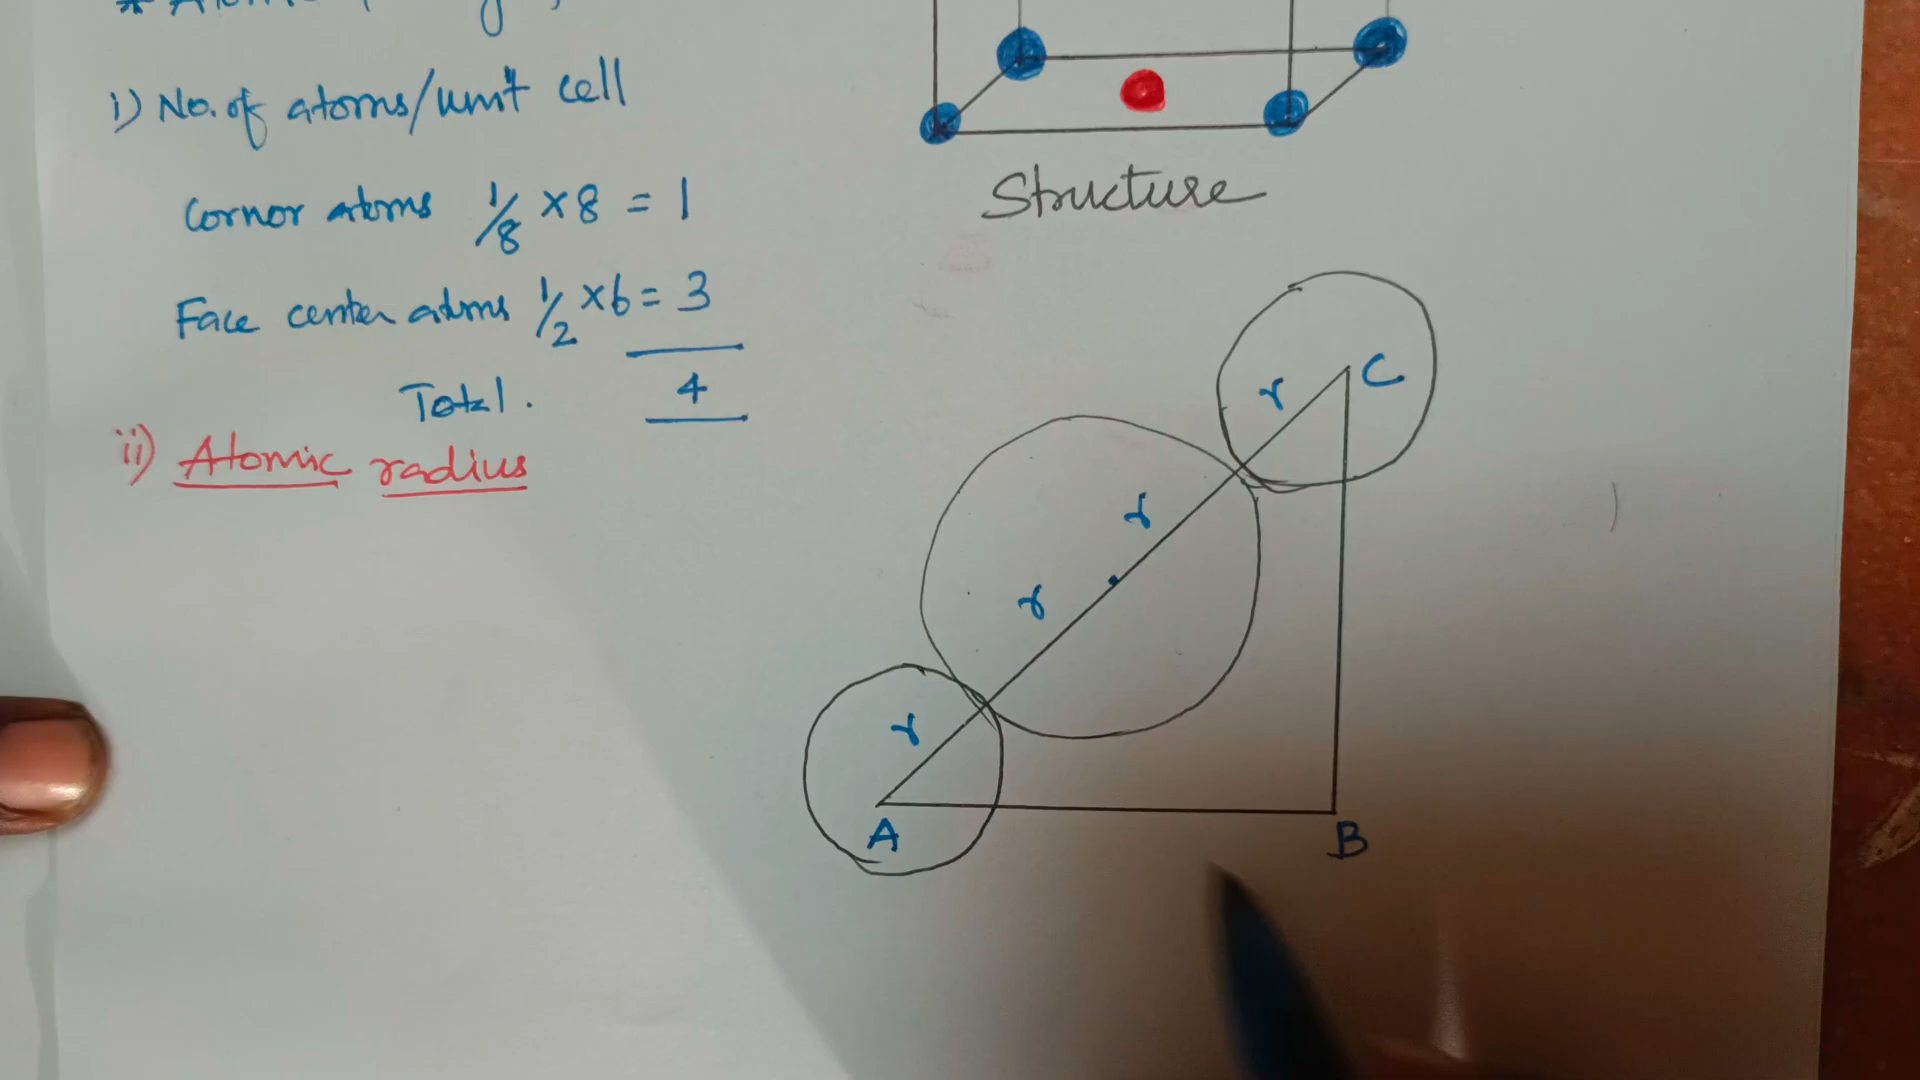 i) No. of atoms/unit cell
Cornor atoms 1/8 x 8 = 1
Face center atoms 1/2 x 6 = 3
Total. 4
ii) Atomic radius
Structure
r C
r
r
r
A
B